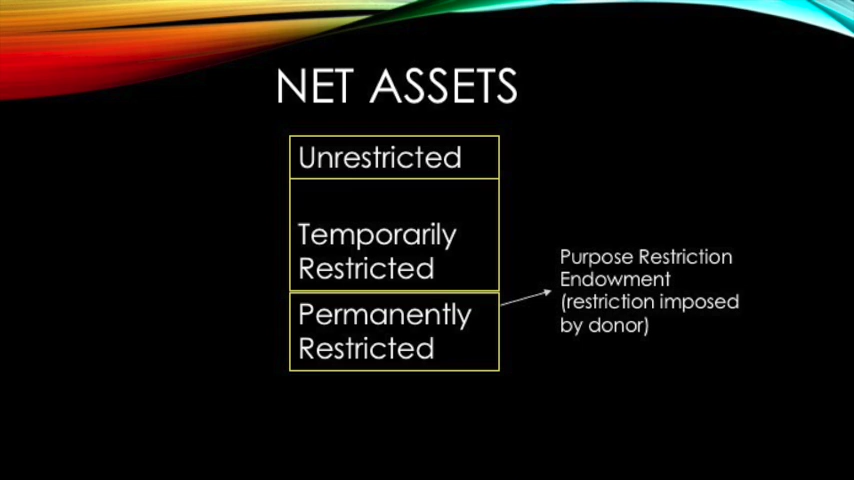 NET ASSETS
Unrestricted
Temporarily
Restricted
Permanently
Restricted
Purpose Restriction
Endowment
(restriction imposed
by donor)